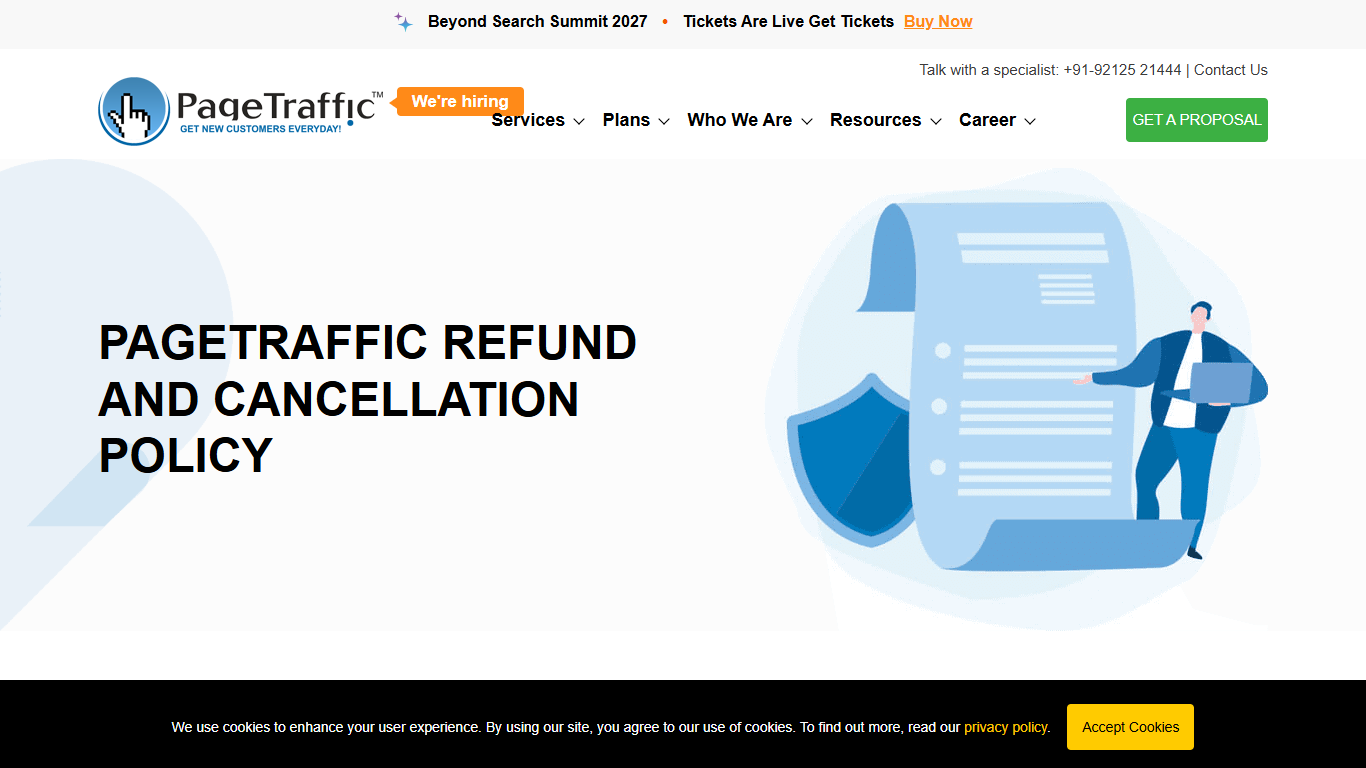 Beyond Search Summit 2027 • Tickets Are Live Get Tickets Buy Now
Talk with a specialist: +91-92125 21444 | Contact Us
PageTraffic™
GET NEW CUSTOMERS EVERYDAY!
We're hiring
Services Plans Who We Are Resources Career
GET A PROPOSAL
PAGETRAFFIC REFUND
AND CANCELLATION
POLICY
We use cookies to enhance your user experience. By using our site, you agree to our use of cookies. To find out more, read our privacy policy.
Accept Cookies